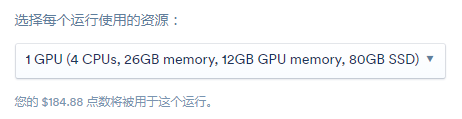 选择每个运行使用的资源：
1 GPU (4 CPUs, 26GB memory, 12GB GPU memory, 80GB SSD)
您的 $184.88 点数将被用于这个运行。